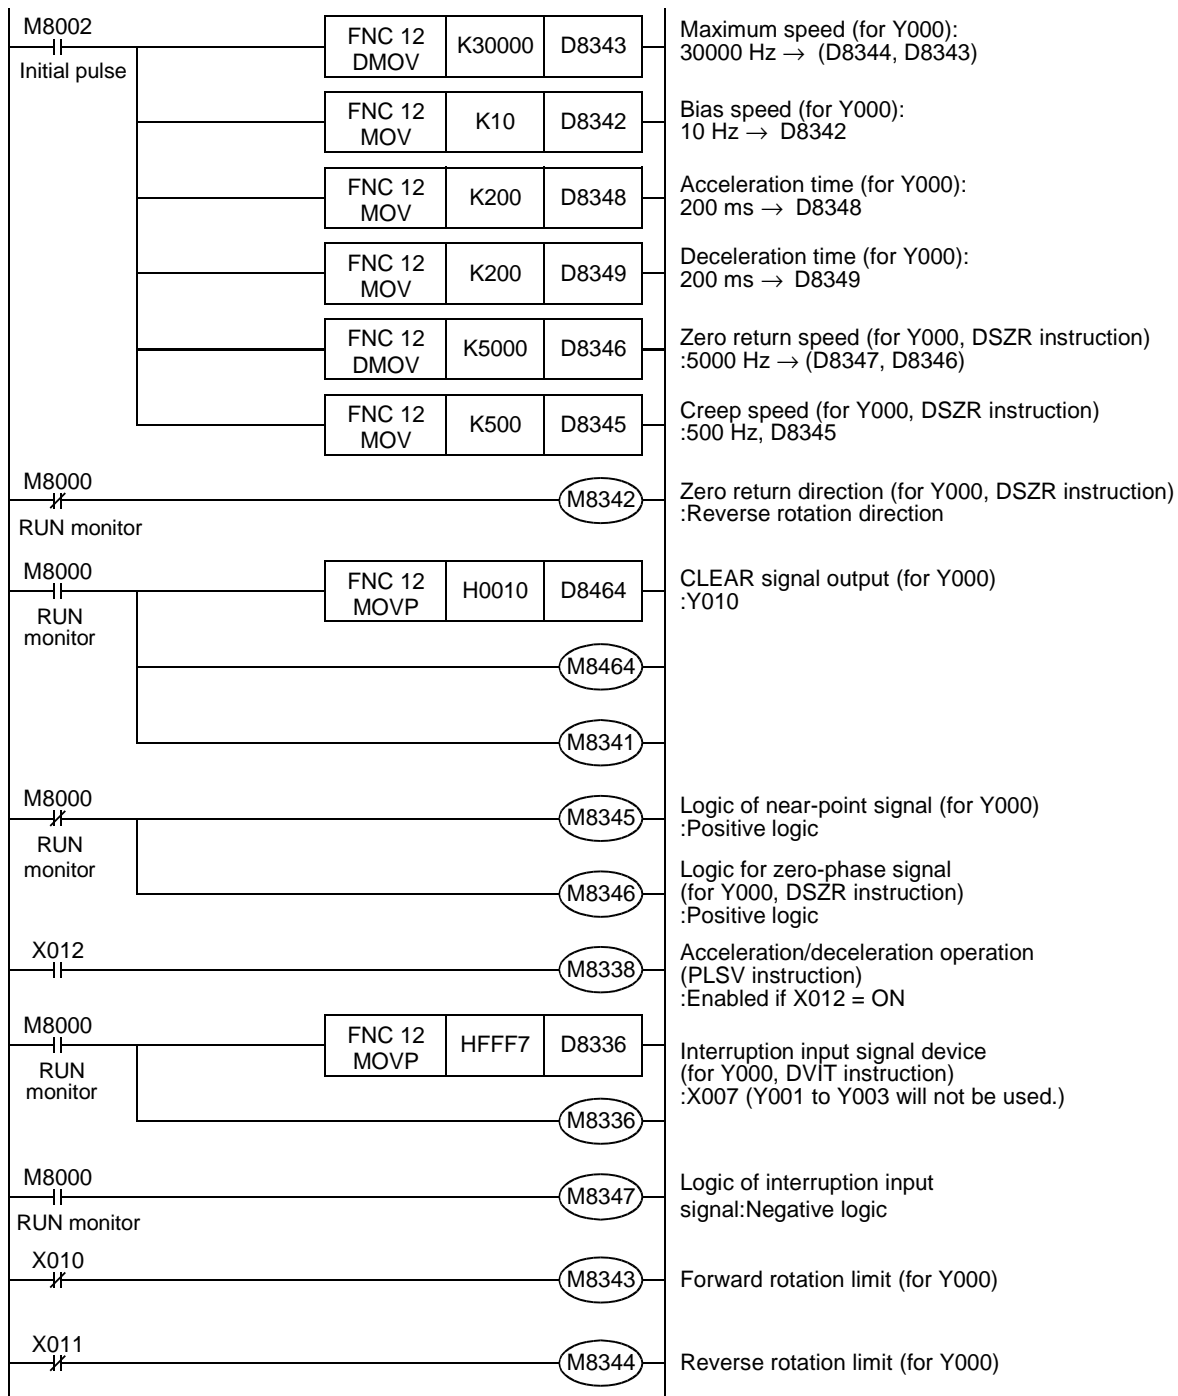 M8002
Initial pulse
FNC 12
DMOV
K30000
D8343
Maximum speed (for Y000):
30000 Hz → (D8344, D8343)
FNC 12
MOV
K10
D8342
Bias speed (for Y000):
10 Hz → D8342
FNC 12
MOV
K200
D8348
Acceleration time (for Y000):
200 ms → D8348
FNC 12
MOV
K200
D8349
Deceleration time (for Y000):
200 ms → D8349
FNC 12
DMOV
K5000
D8346
Zero return speed (for Y000, DSZR instruction)
:5000 Hz → (D8347, D8346)
FNC 12
MOV
K500
D8345
Creep speed (for Y000, DSZR instruction)
:500 Hz, D8345
M8000
RUN monitor
M8342
Zero return direction (for Y000, DSZR instruction)
:Reverse rotation direction
M8000
RUN
monitor
FNC 12
MOVP
H0010
D8464
CLEAR signal output (for Y000)
:Y010
M8464
M8341
M8000
RUN
monitor
M8345
Logic of near-point signal (for Y000)
:Positive logic
M8346
Logic for zero-phase signal
(for Y000, DSZR instruction)
:Positive logic
X012
M8338
Acceleration/deceleration operation
(PLSV instruction)
:Enabled if X012 = ON
M8000
RUN
monitor
FNC 12
MOVP
HFFF7
D8336
Interruption input signal device
(for Y000, DVIT instruction)
:X007 (Y001 to Y003 will not be used.)
M8336
M8000
RUN monitor
M8347
Logic of interruption input
signal:Negative logic
X010
M8343
Forward rotation limit (for Y000)
X011
M8344
Reverse rotation limit (for Y000)